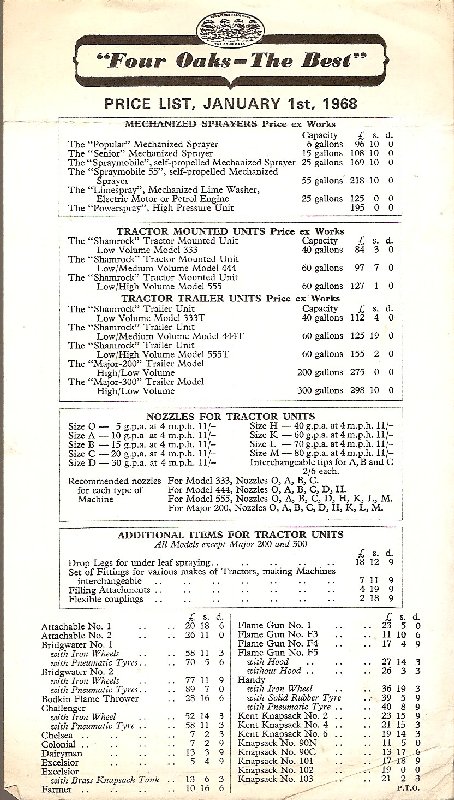 "Four Oaks—The Best"
PRICE LIST, JANUARY 1st, 1968
MECHANIZED SPRAYERS Price ex Works
Capacity £ s. d.
The "Popular" Mechanized Sprayer 6 gallons 96 10 0
The "Senior" Mechanized Sprayer 15 gallons 108 10 0
The "Spraymobile", self-propelled Mechanized Sprayer 25 gallons 169 10 0
The "Spraymobile 55", self-propelled Mechanized
Sprayer 55 gallons 218 10 0
The "Limespray", Mechanized Lime Washer,
Electric Motor or Petrol Engine 25 gallons 125 0 0
The "Powerspray", High Pressure Unit 195 0 0
TRACTOR MOUNTED UNITS Price ex Works
The "Shamrock" Tractor Mounted Unit Capacity £ s. d.
Low Volume Model 333 40 gallons 84 3 0
The "Shamrock" Tractor Mounted Unit
Low/Medium Volume Model 444 60 gallons 97 7 0
The "Shamrock" Tractor Mounted Unit
Low/High Volume Model 555 60 gallons 127 1 0
TRACTOR TRAILER UNITS Price ex Works
The "Shamrock" Trailer Unit Capacity £ s. d.
Low Volume Model 333T 40 gallons 112 4 0
The "Shamrock" Trailer Unit
Low/Medium Volume Model 444T 60 gallons 125 19 0
The "Shamrock" Trailer Unit
Low/High Volume Model 555T 60 gallons 155 2 0
The "Major-200" Trailer Model
High/Low Volume 200 gallons 275 0 0
The "Major-300" Trailer Model
High/Low Volume 300 gallons 298 10 0
NOZZLES FOR TRACTOR UNITS
Size O — 5 g.p.a. at 4 m.p.h. 11/- Size H — 40 g.p.a. at 4 m.p.h. 11/-
Size A — 10 g.p.a. at 4 m.p.h. 11/- Size K — 60 g.p.a. at 4 m.p.h. 11/-
Size B — 15 g.p.a. at 4 m.p.h. 11/- Size L — 70 g.p.a. at 4 m.p.h. 11/-
Size C — 20 g.p.a. at 4 m.p.h. 11/- Size M — 80 g.p.a. at 4 m.p.h. 11/-
Size D — 30 g.p.a. at 4 m.p.h. 11/- Interchangeable tips for A, B and C
2/6 each.
Recommended nozzles For Model 333, Nozzles O, A, B, C.
for each type of For Model 444, Nozzles O, A, B, C, D, H.
Machine For Model 555, Nozzles O, A, B, C, D, H, K, L, M.
For Major 200, Nozzles O, A, B, C, D, H, K, L, M.
ADDITIONAL ITEMS FOR TRACTOR UNITS
All Models except Major 200 and 300
£ s. d.
Drop Legs for under leaf spraying 18 12 9
Set of Fittings for various makes of Tractors, making Machines
interchangeable 7 11 9
Filling Attachments 4 19 9
Flexible couplings 2 18 9
£ s. d.
Attachable No. 1 20 18 6
Attachable No. 2 26 11 0
Bridgwater No. 1
with Iron Wheels 58 11 3
with Pneumatic Tyres 70 5 6
Bridgwater No. 2
with Iron Wheels 77 11 9
with Pneumatic Tyres 89 7 0
Bodkin Flame Thrower 28 16 6
Challenger
with Iron Wheel 52 14 3
with Pneumatic Tyre 58 11 3
Chelsea 7 2 3
Colonial 7 2 9
Dairyman 13 3 9
Excelsior 5 4 9
Excelsior
with Brass Knapsack Tank 13 6 3
Farmer 10 16 6
£ s. d.
Flame Gun No. 1 23 5 0
Flame Gun No. F3 11 10 6
Flame Gun No. F4 17 4 9
Flame Gun No. F5
with Hood 27 14 3
without Hood 26 3 3
Handy
with Iron Wheel 36 19 3
with Solid Rubber Tyre 39 5 9
with Pneumatic Tyre 40 8 9
Kent Knapsack No. 2 23 15 9
Kent Knapsack No. 4 21 15 3
Kent Knapsack No. 6 19 14 3
Knapsack No. 90N 11 5 0
Knapsack No. 90C 13 17 6
Knapsack No. 101 17 18 9
Knapsack No. 102 19 0 0
Knapsack No. 103 21 2 3
P.T.O.